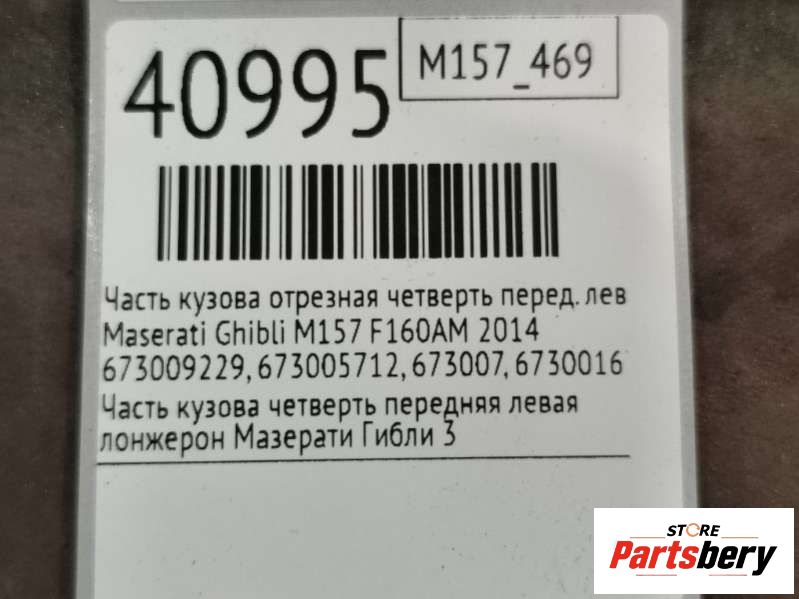 40995
M157_469
Часть кузова отрезная четверть перед. лев
Maserati Ghibli M157 F160AM 2014
673009229, 673005712, 673007, 6730016
Часть кузова четверть передняя левая
лонжерон Мазерати Гибли 3
STORE
Partsbery